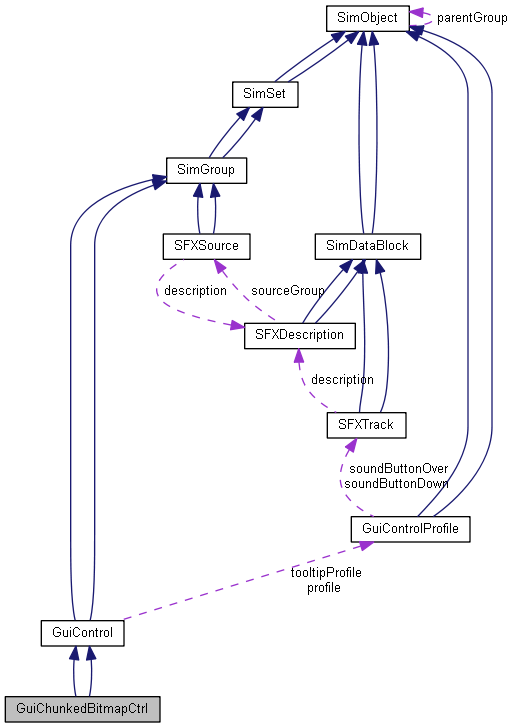 SimObject
parentGroup
SimSet
SimGroup
SFXSource
SimDataBlock
description
sourceGroup
SFXDescription
description
SFXTrack
soundButtonOver
soundButtonDown
GuiControlProfile
tooltipProfile
profile
GuiControl
GuiChunkedBitmapCtrl